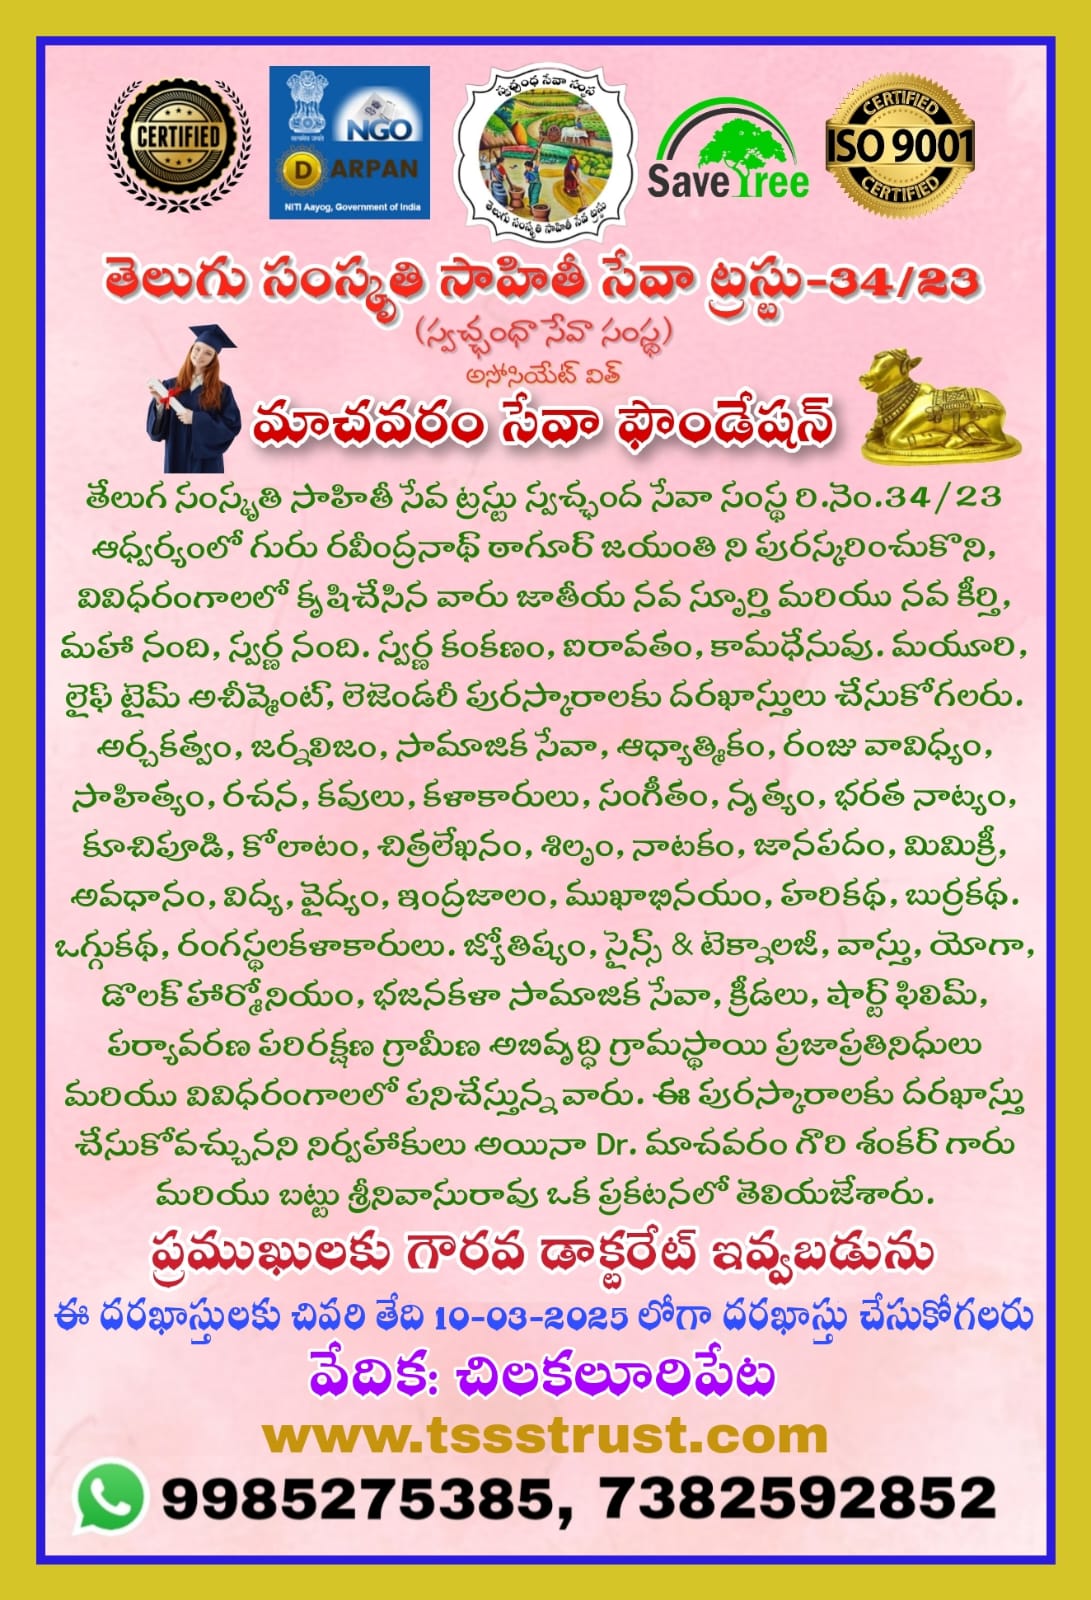 CERTIFIED
सत्यमेव जयते
NGO
DARPAN
NITI Aayog, Government of India
తెలుగు సంస్కృతి సాహితీ సేవ ట్రస్టు
Save Tree
CERTIFIED
ISO 9001
CERTIFIED
తెలుగు సంస్కృతి సాహితీ సేవా ట్రస్టు-34/23
(స్వచ్ఛంధా సేవా సంస్థ)
అసోసియేట్ విత్
మాచవరం సేవా ఫౌండేషన్
తేలుగ సంస్కృతి సాహితీ సేవ ట్రస్టు స్వచ్ఛంద సేవా సంస్థ రి.నెం.34/23
ఆధ్వర్యంలో గురు రవీంద్రనాథ్ ఠాగూర్ జయంతి ని పురస్కరించుకొని,
వివిధరంగాలలో కృషిచేసిన వారు జాతీయ నవ స్ఫూర్తి మరియు నవ కీర్తి,
మహా నంది, స్వర్ణ నంది. స్వర్ణ కంకణం, ఐరావతం, కామధేనువు. మయూరి,
లైఫ్ టైమ్ అచీవ్మెంట్, లెజెండరీ పురస్కారాలకు దరఖాస్తులు చేసుకోగలరు.
అర్చకత్వం, జర్నలిజం, సామాజిక సేవా, ఆధ్యాత్మికం, రంజు వావిధ్యం,
సాహిత్యం, రచన, కవులు, కళాకారులు, సంగీతం, నృత్యం, భరత నాట్యం,
కూచిపూడి, కోలాటం, చిత్రలేఖనం, శిల్పం, నాటకం, జానపదం, మిమిక్రీ,
అవధానం, విద్య, వైద్యం, ఇంద్రజాలం, ముఖాభినయం, హరికథ, బుర్రకథ.
ఒగ్గుకథ, రంగస్థలకళాకారులు. జ్యోతిష్యం, సైన్స్ & టెక్నాలజీ, వాస్తు, యోగా,
డొలక్ హార్మోనియం, భజనకళా సామాజిక సేవా, క్రీడలు, షార్ట్ ఫిలిమ్,
పర్యావరణ పరిరక్షణ గ్రామీణ అబివృద్ధి గ్రామస్థాయి ప్రజాప్రతినిధులు
మరియు వివిధరంగాలలో పనిచేస్తున్న వారు. ఈ పురస్కారాలకు దరఖాస్తు
చేసుకోవచ్చునని నిర్వహాకులు అయినా Dr. మాచవరం గౌరి శంకర్ గారు
మరియు బట్టు శ్రీనివాసురావు ఒక ప్రకటనలో తెలియజేశారు.
ప్రముఖులకు గౌరవ డాక్టరేట్ ఇవ్వబడును
ఈ దరఖాస్తులకు చివరి తేది 10-03-2025 లోగా దరఖాస్తు చేసుకోగలరు
వేదిక: చిలకలూరిపేట
www.tssstrust.com
9985275385, 7382592852